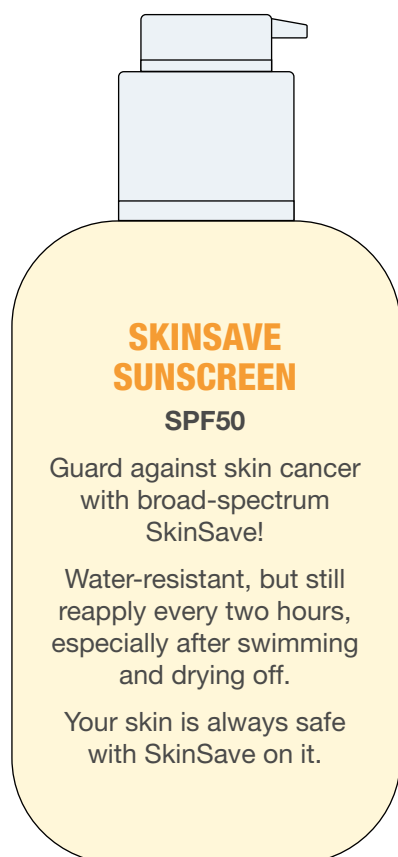 SKINSAVE
SUNSCREEN
SPF50
Guard against skin cancer
with broad-spectrum
SkinSave!
Water-resistant, but still
reapply every two hours,
especially after swimming
and drying off.
Your skin is always safe
with SkinSave on it.